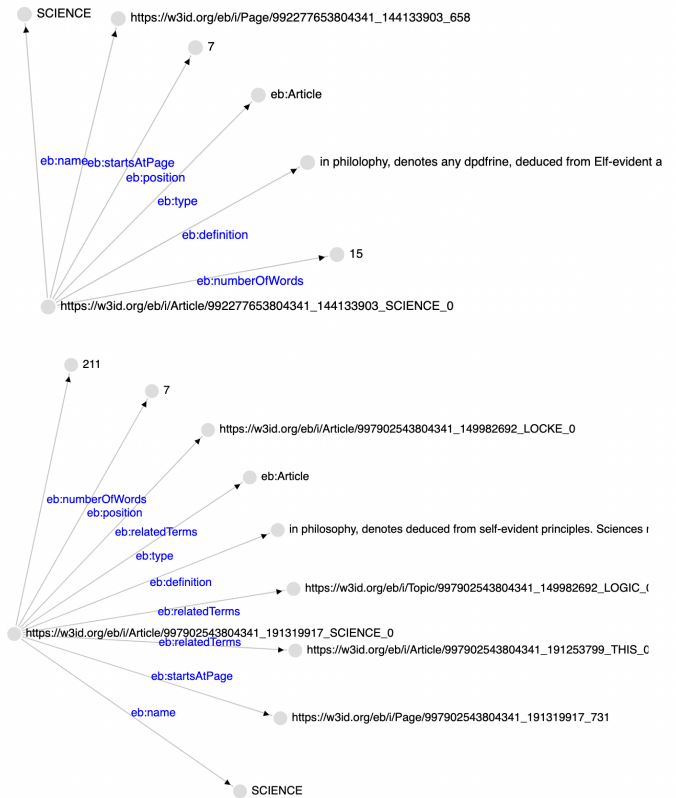 SCIENCE
https://w3id.org/eb/i/Page/992277653804341_144133903_658
7
eb:Article
eb:name
eb:startsAtPage
in philolophy, denotes any dpdfrine, deduced from Elf-evident a
eb:position
eb:type
eb:definition
15
eb:numberOfWords
https://w3id.org/eb/i/Article/992277653804341_144133903_SCIENCE_0
211
7
https://w3id.org/eb/i/Article/997902543804341_149982692_LOCKE_0
eb:Article
eb:numberOfWords
eb:position
eb:relatedTerms
in philosophy, denotes deduced from self-evident principles. Sciences r
eb:type
eb:definition
https://w3id.org/eb/i/Topic/997902543804341_149982692_LOGIC_(
eb:relatedTerms
https://w3id.org/eb/i/Article/997902543804341_191319917_SCIENCE_0
eb:relatedTerms
https://w3id.org/eb/i/Article/997902543804341_191253799_THIS_0
eb:startsAtPage
eb:name
https://w3id.org/eb/i/Page/997902543804341_191319917_731
SCIENCE